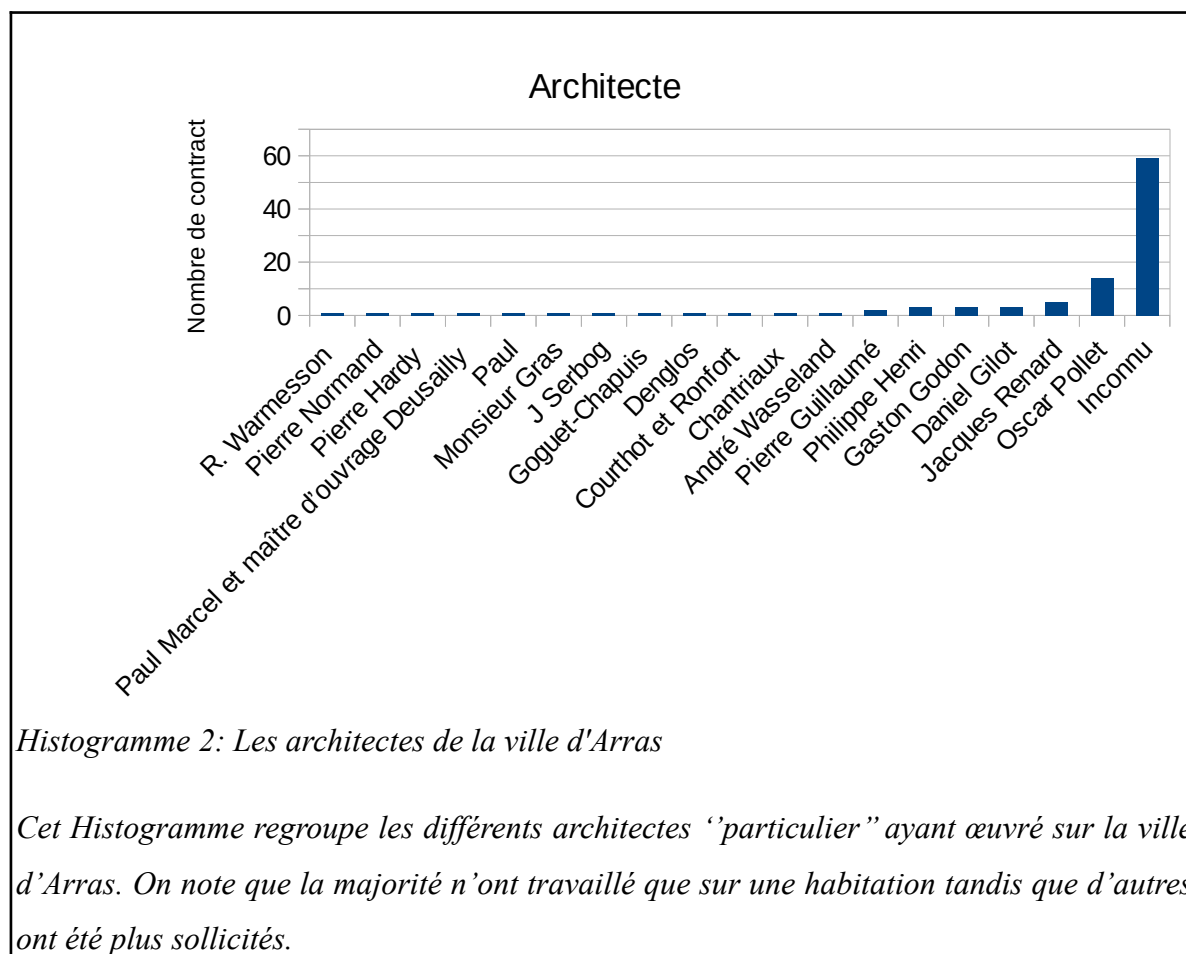 Architecte
Nombre de contract
60
40
20
0
R. Warmesson
Pierre Normand
Pierre Hardy
Paul Marcel et maître d'ouvrage Deusailly
Paul
Monsieur Gras
J Serbog
Goguet-Chapuis
Denglos
Courthot et Ronfort
Chantriaux
André Wasseland
Pierre Guillaumé
Philippe Henri
Gaston Godon
Daniel Gilot
Jacques Renard
Oscar Pollet
Inconnu
Histogramme 2: Les architectes de la ville d'Arras
Cet Histogramme regroupe les différents architectes ‘’particulier’’ ayant œuvré sur la ville
d’Arras. On note que la majorité n’ont travaillé que sur une habitation tandis que d’autres
ont été plus sollicités.